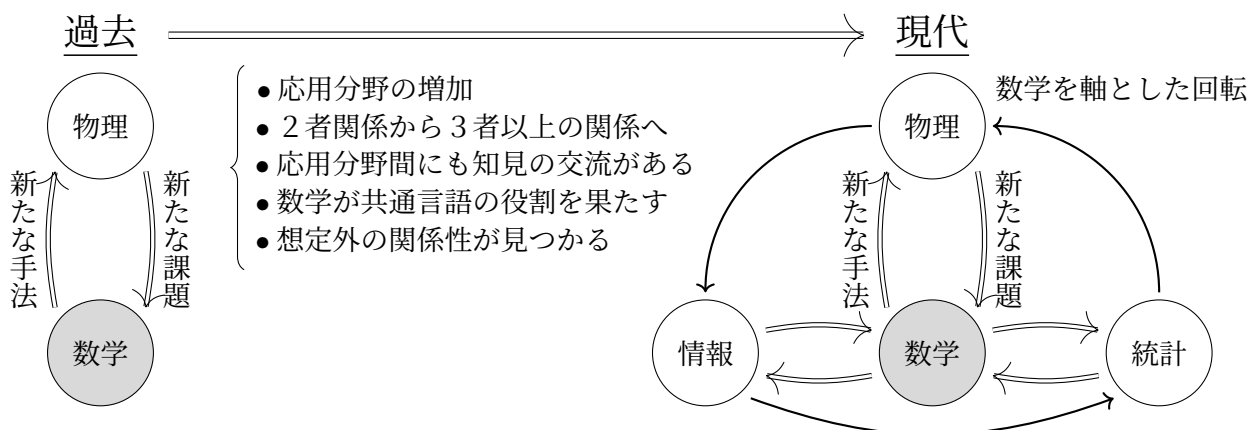 過去
現代
物理
新たな手法
新たな課題
数学
● 応用分野の増加
● ２者関係から３者以上の関係へ
● 応用分野間にも知見の交流がある
● 数学が共通言語の役割を果たす
● 想定外の関係性が見つかる
数学を軸とした回転
物理
新たな手法
新たな課題
情報
数学
統計